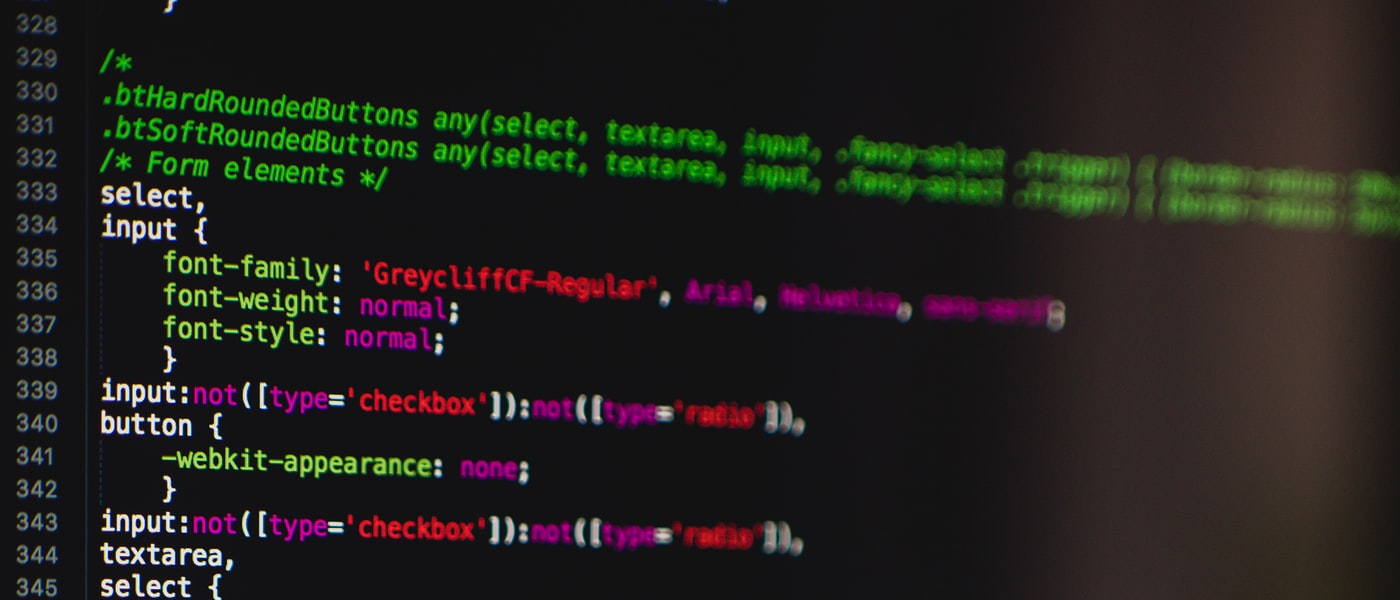 }
328
329 /*
330 .btHardRoundedButtons any(select, textarea, input, .fancy-select .trigger) {
331 .btSoftRoundedButtons any(select, textarea, input, .fancy-select .trigger) {
332 /* Form elements */
333 select,
334 input {
335 font-family: 'GreycliffCF-Regular', Arial, Helvetica, sans-serif;
336 font-weight: normal;
337 font-style: normal;
338 }
339 input:not([type='checkbox']):not([type='radio']),
340 button {
341 -webkit-appearance: none;
342 }
343 input:not([type='checkbox']):not([type='radio']),
344 textarea,
345 select {